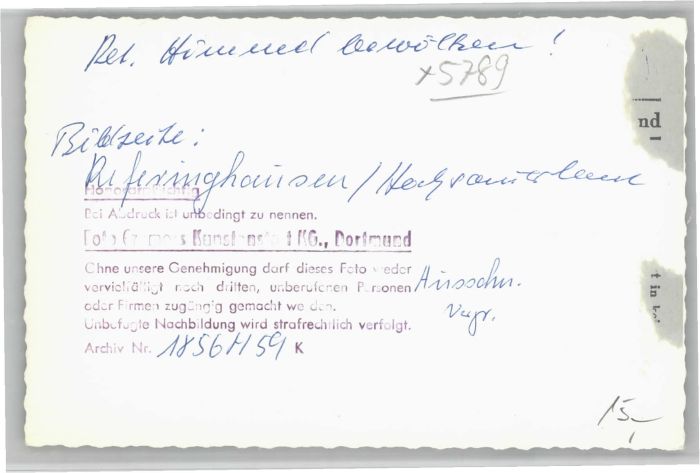 Ret. Himmel bewölken!
x5789
nd
Bildseite:
Referinghausen/Hochsauerland
Honorarpflichtig
Bei Abdruck ist unbedingt zu nennen.
Foto Cramers Kunstanstalt KG., Dortmund
Ohne unsere Genehmigung darf dieses Foto weder
vervielfältigt noch dritten, unberufenen Personen
oder Firmen zugängig gemacht werden.
Unbefugte Nachbildung wird strafrechtlich verfolgt.
Archiv Nr. 1856H59 K
Ausschn.
t in
15,-